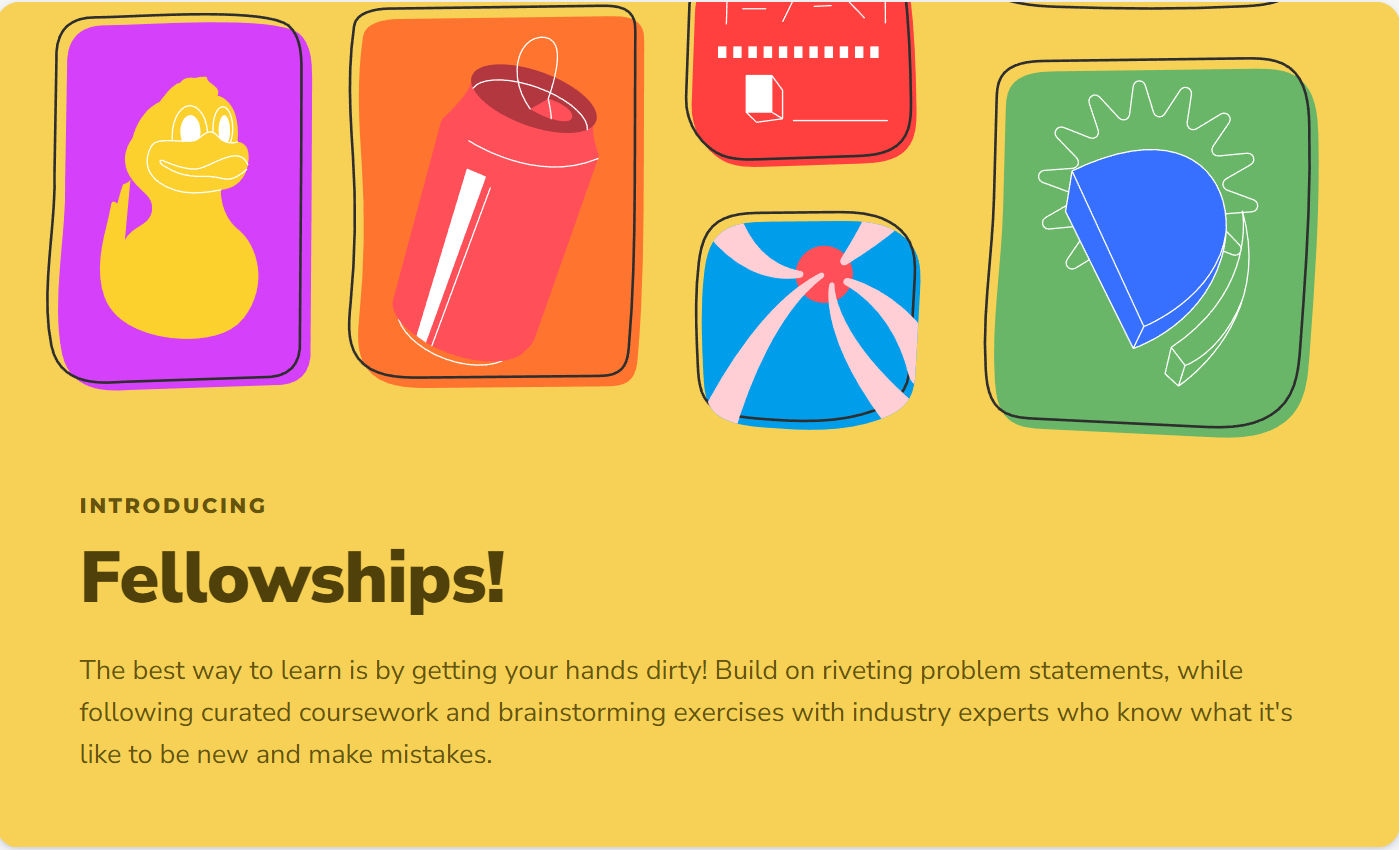 INTRODUCING
Fellowships!
The best way to learn is by getting your hands dirty! Build on riveting problem statements, while
following curated coursework and brainstorming exercises with industry experts who know what it's
like to be new and make mistakes.